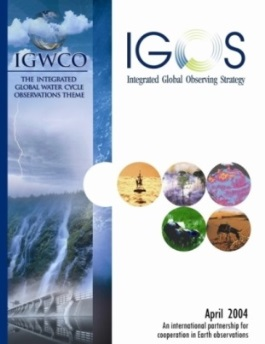 IGWCO
THE INTEGRATED
GLOBAL WATER CYCLE
OBSERVATIONS THEME
IGOS
Integrated Global Observing Strategy
April 2004
An international partnership for
cooperation in Earth observations